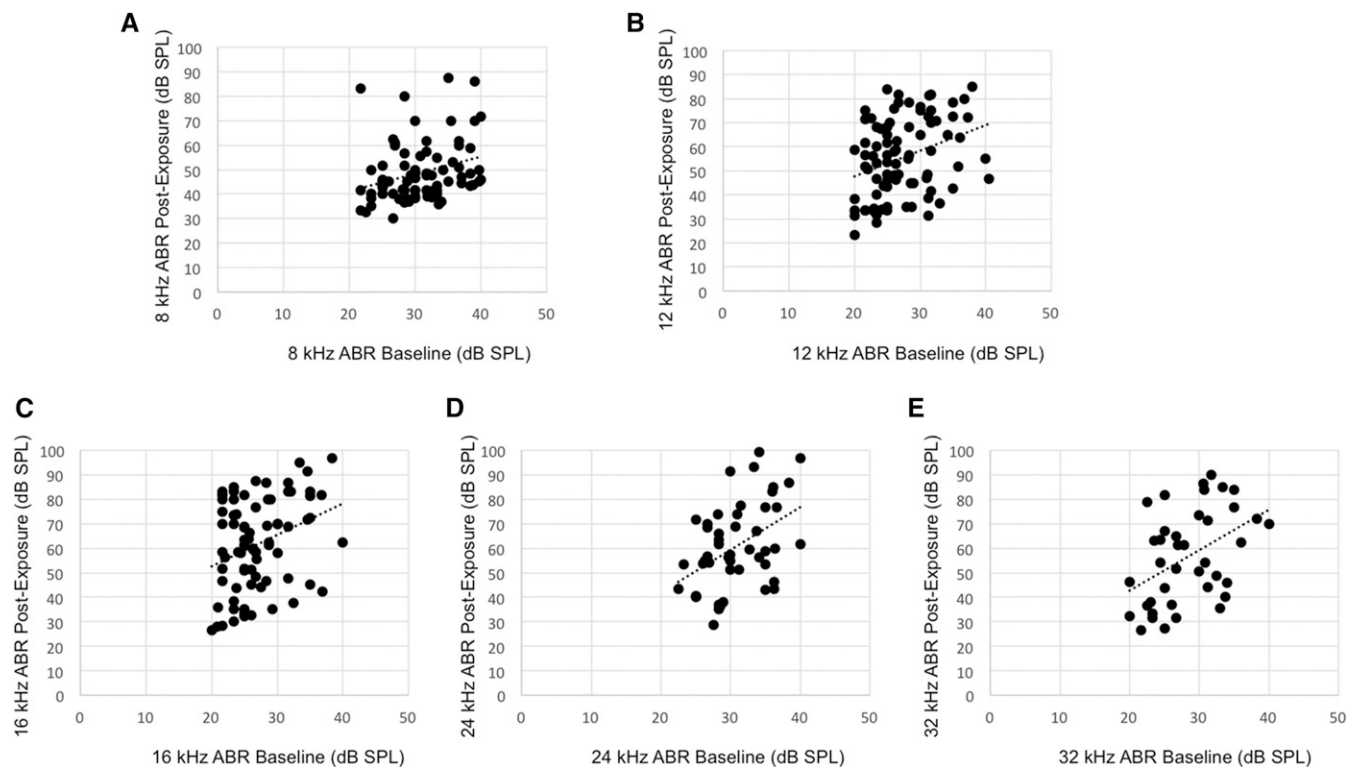 A
8 kHz ABR Post-Exposure (dB SPL)
100
90
80
70
60
50
40
30
20
10
0
0 10 20 30 40 50
8 kHz ABR Baseline (dB SPL)
B
12 kHz ABR Post-Exposure (dB SPL)
100
90
80
70
60
50
40
30
20
10
0
0 10 20 30 40 50
12 kHz ABR Baseline (dB SPL)
C
16 kHz ABR Post-Exposure (dB SPL)
100
90
80
70
60
50
40
30
20
10
0
0 10 20 30 40 50
16 kHz ABR Baseline (dB SPL)
D
24 kHz ABR Post-Exposure (dB SPL)
100
90
80
70
60
50
40
30
20
10
0
0 10 20 30 40 50
24 kHz ABR Baseline (dB SPL)
E
32 kHz ABR Post-Exposure (dB SPL)
100
90
80
70
60
50
40
30
20
10
0
0 10 20 30 40 50
32 kHz ABR Baseline (dB SPL)